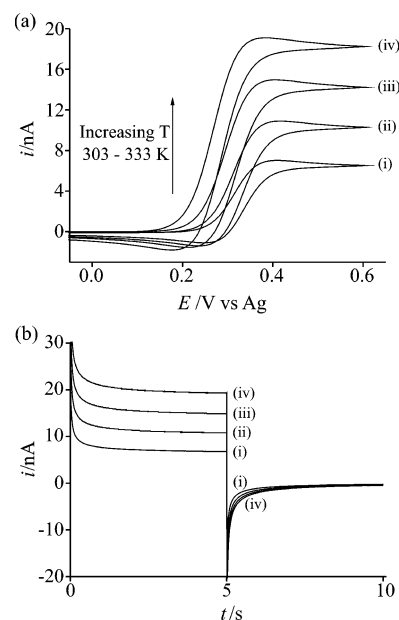 (a)
20
16
12
8
4
0
i/nA
Increasing T
303 - 333 K
(iv)
(iii)
(ii)
(i)
0.0 0.2 0.4 0.6
E /V vs Ag
(b)
30
20
10
0
-10
-20
i/nA
(iv)
(iii)
(ii)
(i)
(i)
(iv)
0 5 10
t/s